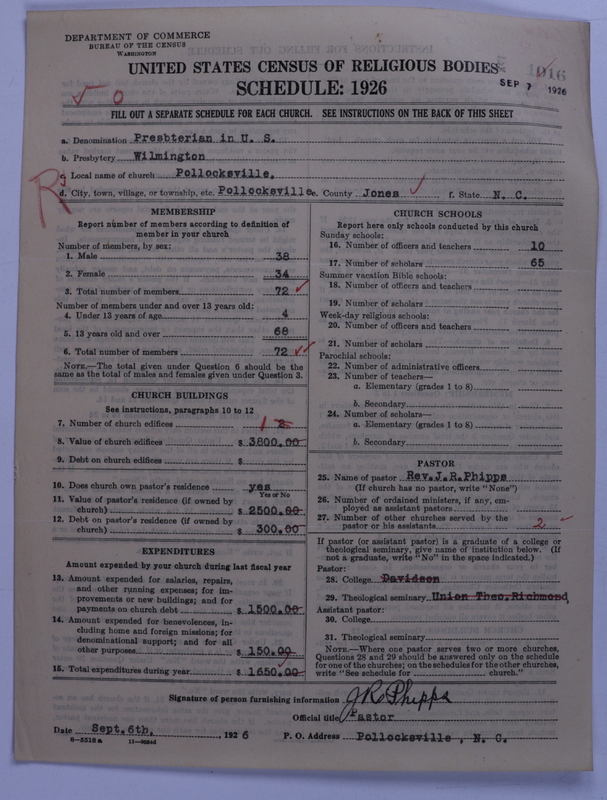 DEPARTMENT OF COMMERCE
BUREAU OF THE CENSUS
WASHINGTON
UNITED STATES CENSUS OF RELIGIOUS BODIES
SCHEDULE: 1926
SEP 7 1926
FILL OUT A SEPARATE SCHEDULE FOR EACH CHURCH. SEE INSTRUCTIONS ON THE BACK OF THIS SHEET
a. Denomination Presbterian in U. S.
b. Presbytery Wilmington
c. Local name of church Pollocksville.
d. City, town, village, or township, etc. Pollocksville e. County Jones f. State N. C.
MEMBERSHIP
Report number of members according to definition of
member in your church
Number of members, by sex:
1. Male 38
2. Female 34
3. Total number of members 72
Number of members under and over 13 years old:
4. Under 13 years of age 4
5. 13 years old and over 68
6. Total number of members 72
NOTE.—The total given under Question 6 should be
same as the total of males and females given under Question 3.
CHURCH BUILDINGS
See instructions, paragraphs 10 to 12
7. Number of church edifices 1 2
8. Value of church edifices $ 3800.00
9. Debt on church edifices $
10. Does church own pastor's residence yes
Yes or No
11. Value of pastor's residence (if owned by
church) $ 2500.00
12. Debt on pastor's residence (if owned by
church) $ 300.00
EXPENDITURES
Amount expended by your church during last fiscal year
13. Amount expended for salaries, repairs,
and other running expenses; for im-
provements or new buildings; and for
payments on church debt $ 1500.00
14. Amount expended for benevolences, in-
cluding home and foreign missions; for
denominational support; and for all
other purposes $ 150.00
15. Total expenditures during year $ 1650.00
CHURCH SCHOOLS
Report here only schools conducted by this church
Sunday schools:
16. Number of officers and teachers 10
17. Number of scholars 65
Summer vacation Bible schools:
18. Number of officers and teachers
19. Number of scholars
Week-day religious schools:
20. Number of officers and teachers
21. Number of scholars
Parochial schools:
22. Number of administrative officers
23. Number of teachers—
a. Elementary (grades 1 to 8)
b. Secondary
24. Number of scholars—
a. Elementary (grades 1 to 8)
b. Secondary
PASTOR
25. Name of pastor Rev.J.R.Phipps
(If church has no pastor, write "None")
26. Number of ordained ministers, if any, em-
ployed as assistant pastors
27. Number of other churches served by the
pastor or his assistants 2
If pastor (or assistant pastor) is a graduate of a college or
theological seminary, give name of institution below. (If
not a graduate, write "No" in the space indicated.)
Pastor:
28. College Davidson
29. Theological seminary Union Theo,Richmond,
Assistant pastor:
30. College
31. Theological seminary
NOTE.—Where one pastor serves two or more churches,
Questions 28 and 29 should be answered only on the schedule
for one of the churches; on the schedules for the other churches,
write "See schedule for church."
Signature of person furnishing information J R Phipps
Official title Pastor
Date Sept.6th, , 1926 P. O. Address Pollocksville , N. C.